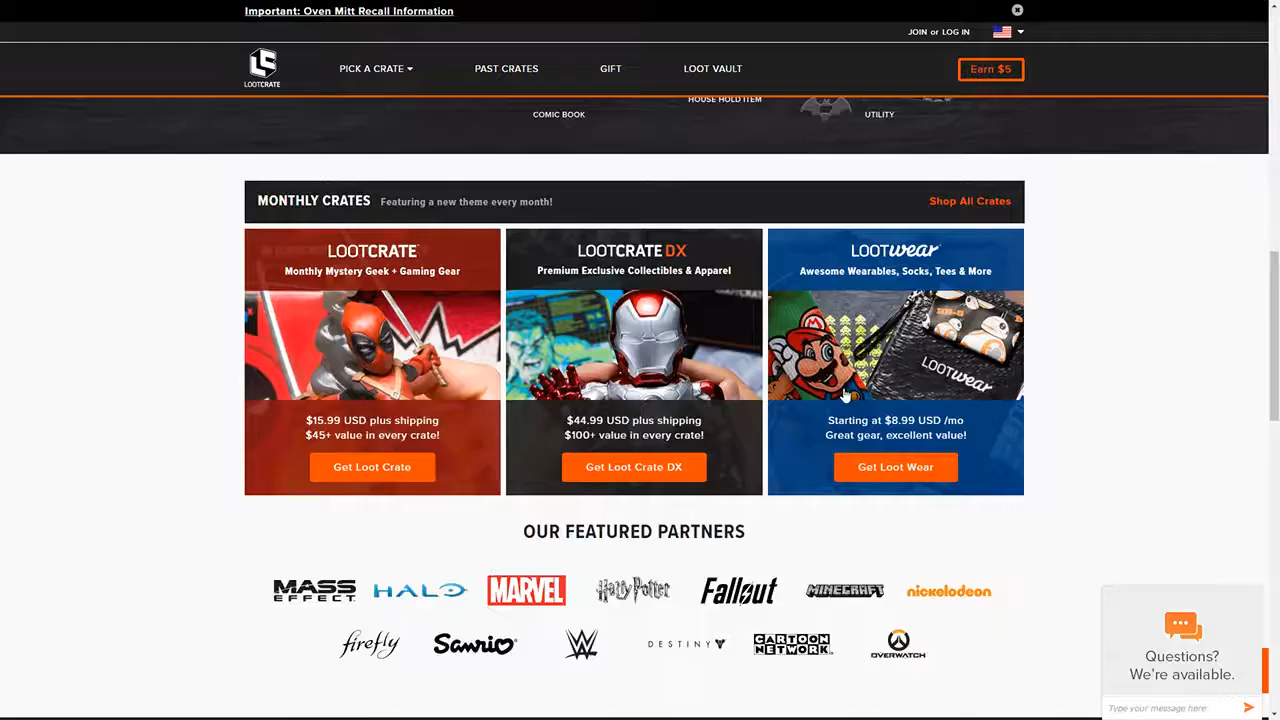 Important: Oven Mitt Recall Information
JOIN or LOG IN
LOOTCRATE
PICK A CRATE
PAST CRATES
GIFT
LOOT VAULT
Earn $5
HOUSE HOLD ITEM
COMIC BOOK
UTILITY
MONTHLY CRATES Featuring a new theme every month!
Shop All Crates
LOOTCRATE
Monthly Mystery Geek + Gaming Gear
$15.99 USD plus shipping
$45+ value in every crate!
Get Loot Crate
LOOTCRATE DX
Premium Exclusive Collectibles & Apparel
$44.99 USD plus shipping
$100+ value in every crate!
Get Loot Crate DX
LOOTwear
Awesome Wearables, Socks, Tees & More
LOOTwear
Starting at $8.99 USD /mo
Great gear, excellent value!
Get Loot Wear
OUR FEATURED PARTNERS
MASS EFFECT
HALO
MARVEL
Harry Potter
Fallout
MINECRAFT
nickelodeon
firefly
Sanrio
W
DESTINY
CARTOON NETWORK
OVERWATCH
Questions?
We're available.
Type your message here